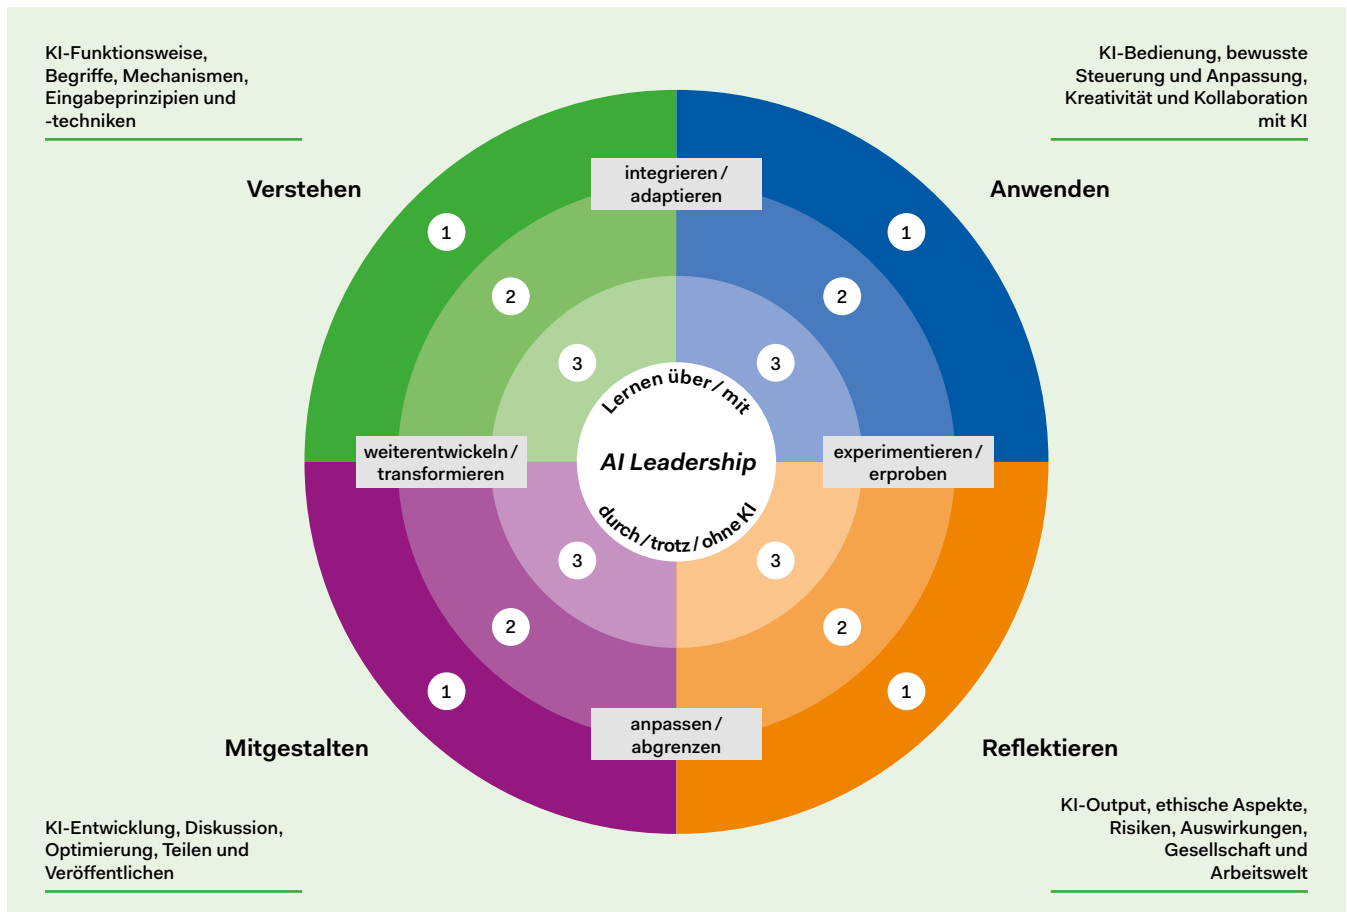 KI-Funktionsweise,
Begriffe, Mechanismen,
Eingabeprinzipien und
-techniken
KI-Bedienung, bewusste
Steuerung und Anpassung,
Kreativität und Kollaboration
mit KI
Verstehen
Anwenden
integrieren /
adaptieren
1
1
2
2
3
3
Lernen über / mit
weiterentwickeln /
transformieren
AI Leadership
experimentieren /
erproben
durch / trotz / ohne KI
3
3
2
2
1
1
anpassen /
abgrenzen
Mitgestalten
Reflektieren
KI-Entwicklung, Diskussion,
Optimierung, Teilen und
Veröffentlichen
KI-Output, ethische Aspekte,
Risiken, Auswirkungen,
Gesellschaft und
Arbeitswelt